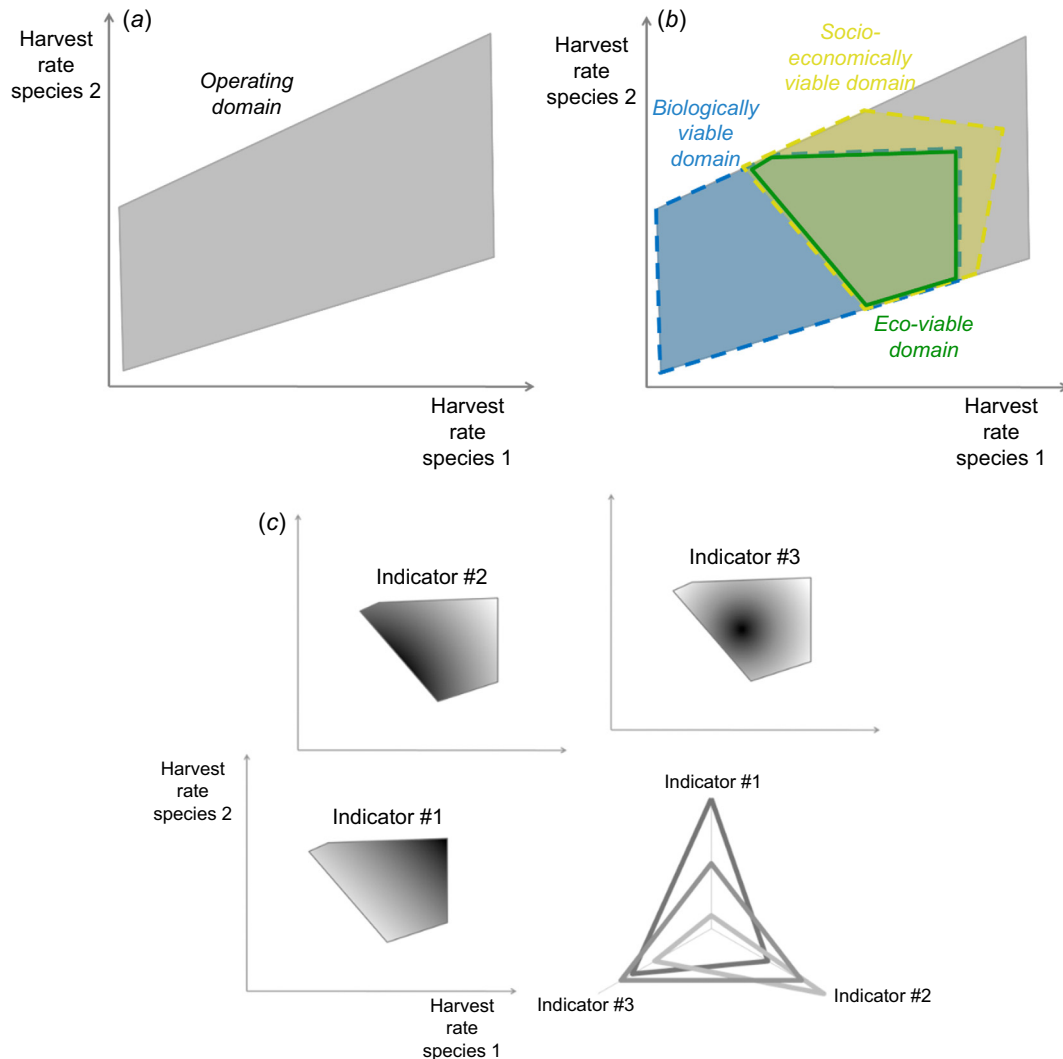 (a)
Harvest
rate
species 2
Operating
domain
Harvest
rate
species 1
(b)
Harvest
rate
species 2
Socio-
economically
viable domain
Biologically
viable
domain
Eco-viable
domain
Harvest
rate
species 1
(c)
Indicator #2
Indicator #3
Harvest
rate
species 2
Indicator #1
Harvest
rate
species 1
Indicator #1
Indicator #3
Indicator #2